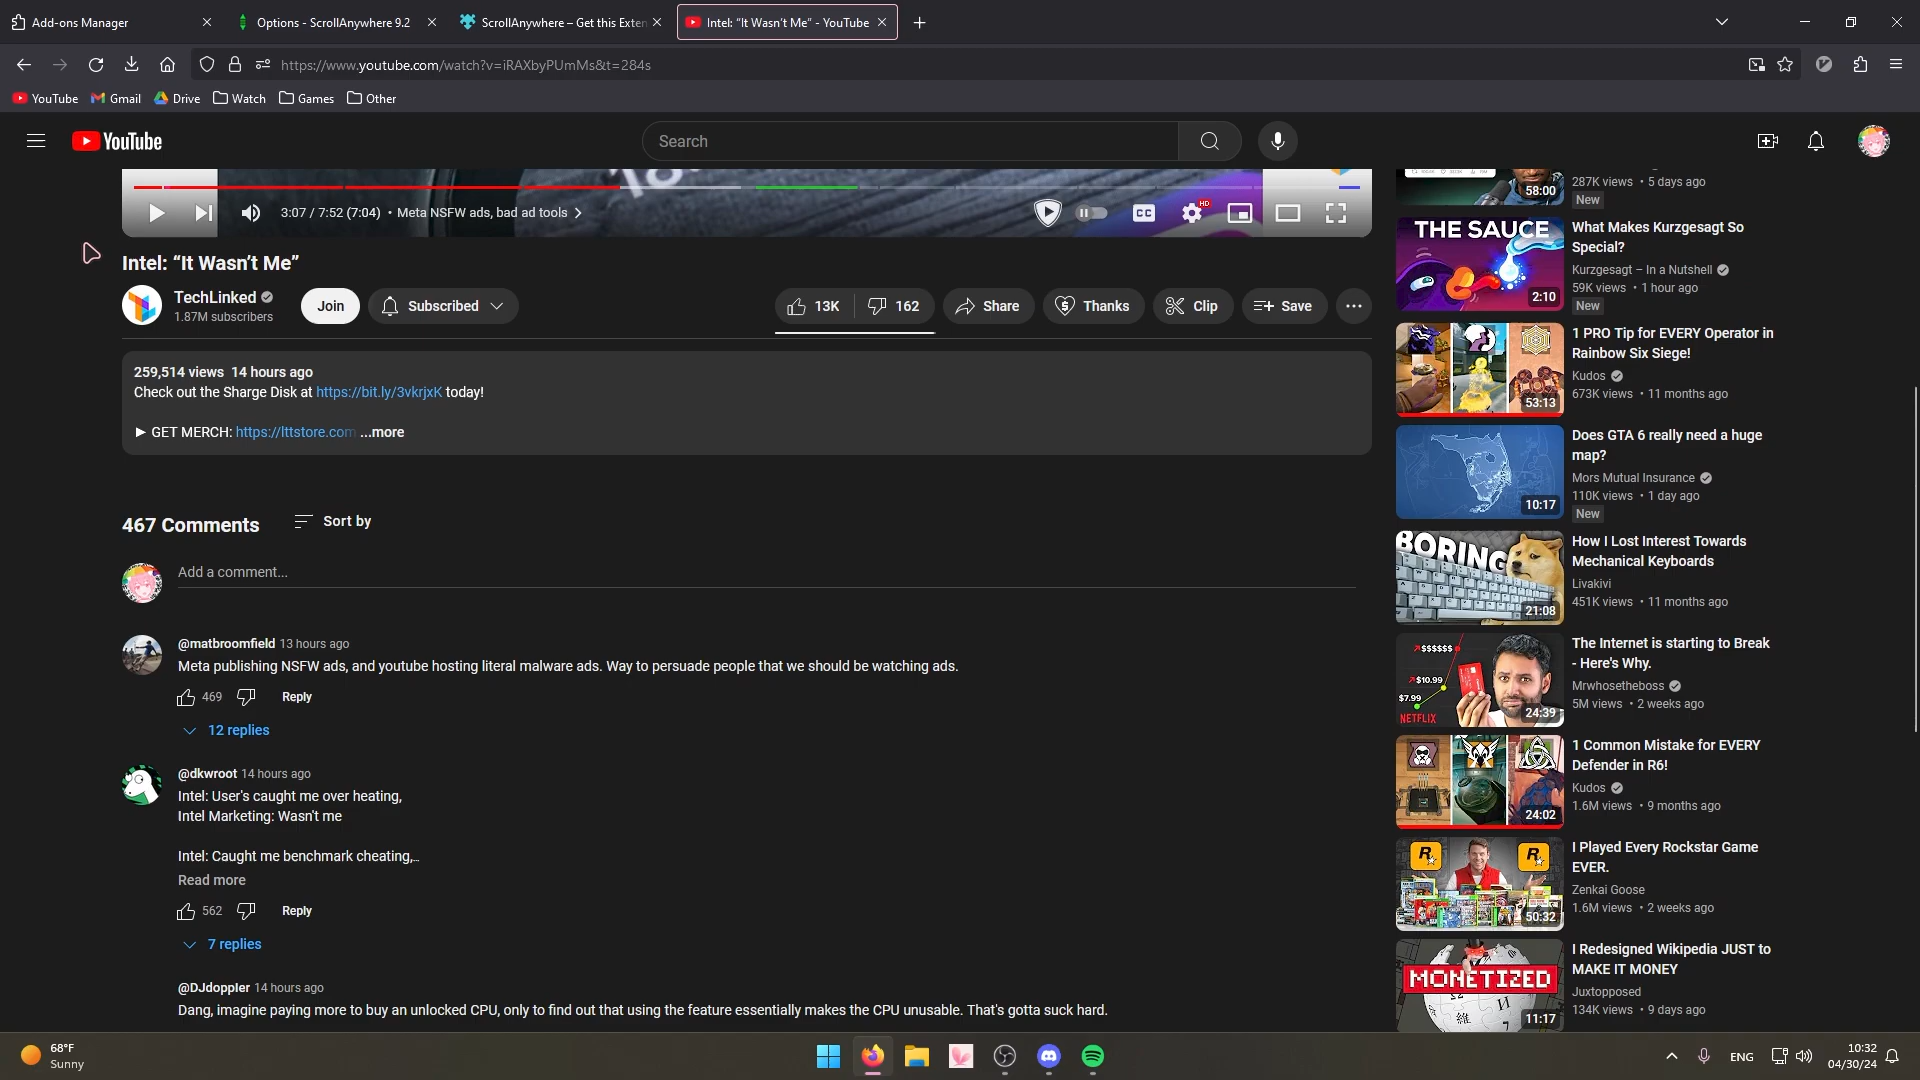 Add-ons Manager
Options - ScrollAnywhere 9.2
ScrollAnywhere – Get this Exten
Intel: “It Wasn’t Me” - YouTube
https://www.youtube.com/watch?v=iRAXbyPUmMs&t=284s
YouTube
Gmail
Drive
Watch
Games
Other
YouTube
Search
3:07 / 7:52 (7:04) • Meta NSFW ads, bad ad tools
CC
HD
Intel: “It Wasn’t Me”
TechLinked
1.87M subscribers
Join
Subscribed
13K
162
Share
Thanks
Clip
Save
259,514 views 14 hours ago
Check out the Sharge Disk at https://bit.ly/3vkrjxK today!
► GET MERCH: https://lttstore.com ...more
467 Comments
Sort by
Add a comment...
@matbroomfield 13 hours ago
Meta publishing NSFW ads, and youtube hosting literal malware ads. Way to persuade people that we should be watching ads.
469
Reply
12 replies
@dkwroot 14 hours ago
Intel: User's caught me over heating,
Intel Marketing: Wasn't me
Intel: Caught me benchmark cheating,…
Read more
562
Reply
7 replies
@DJdoppler 14 hours ago
Dang, imagine paying more to buy an unlocked CPU, only to find out that using the feature essentially makes the CPU unusable. That's gotta suck hard.
58:00
287K views • 5 days ago
New
THE SAUCE
2:10
What Makes Kurzgesagt So
Special?
Kurzgesagt – In a Nutshell
59K views • 1 hour ago
New
53:13
1 PRO Tip for EVERY Operator in
Rainbow Six Siege!
Kudos
673K views • 11 months ago
10:17
Does GTA 6 really need a huge
map?
Mors Mutual Insurance
110K views • 1 day ago
New
BORING
21:08
How I Lost Interest Towards
Mechanical Keyboards
Livakivi
451K views • 11 months ago
$$$$$$
$10.99
$7.99
NETFLIX
24:39
The Internet is starting to Break
- Here's Why.
Mrwhosetheboss
5M views • 2 weeks ago
24:02
1 Common Mistake for EVERY
Defender in R6!
Kudos
1.6M views • 9 months ago
R
R
50:32
I Played Every Rockstar Game
EVER.
Zenkai Goose
1.6M views • 2 weeks ago
MONETIZED
維
И
11:17
I Redesigned Wikipedia JUST to
MAKE IT MONEY
Juxtopposed
134K views • 9 days ago
68°F
Sunny
ENG
10:32
04/30/24